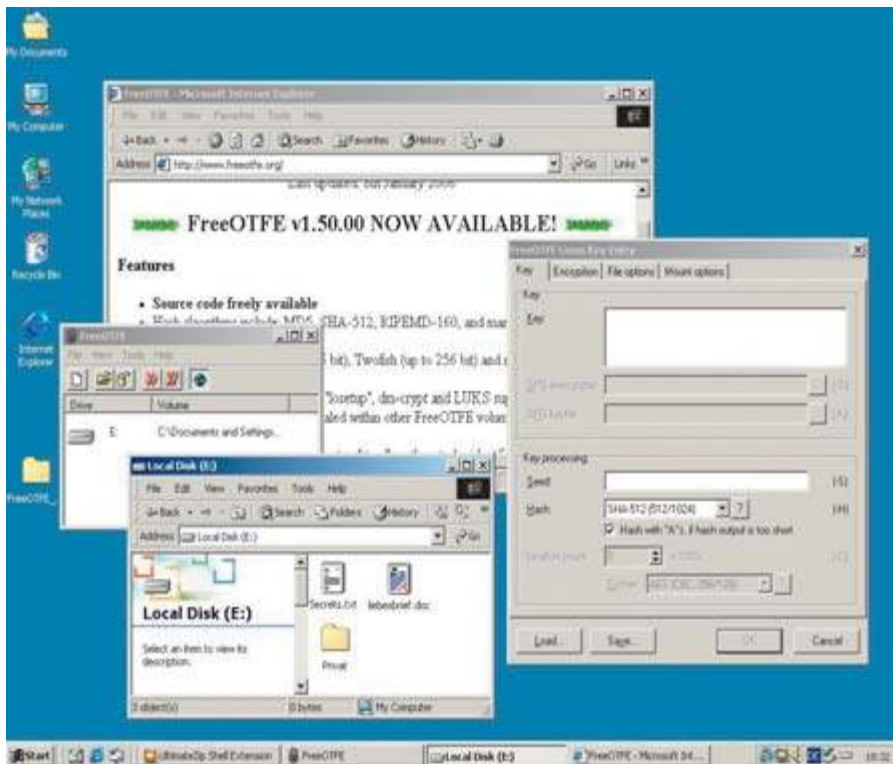 My Documents
My Computer
My Network
Places
Recycle Bin
Internet
Explorer
FreeOTFE - Microsoft Internet Explorer
File Edit View Favorites Tools Help
Back Search Favorites History
Address http://www.freeotfe.org/ Go Links
January 2006
FreeOTFE v1.50.00 NOW AVAILABLE!
Features
Source code freely available
Hash algorithms include MD5, SHA-512, RIPEMD-160, and
bit), Twofish (up to 256 bit) and
"losetup", dm-crypt and LUKS
within other FreeOTFE
FreeOTFE
File View Tools Help
Drive Volume
E: C:\Documents and Settings...
Local Disk (E:)
File Edit View Favorites Tools Help
Back Search Folders History
Address Local Disk (E:) Go
Local Disk (E:)
Select an item to view its
description.
Secrets.txt liebesbrief.doc
Privat
3 object(s) 0 bytes My Computer
FreeOTFE Linux Key Entry
Key Encryption File options Mount options
Key
Key:
Key processing
Seed:
Hash: SHA-512 (512/1024) ?
Hash with "A"s, if hash output is too short
Load... Save... OK Cancel
Start UltimateZip Shell Extension FreeOTFE Local Disk (E:) FreeOTFE - Microsoft Int...